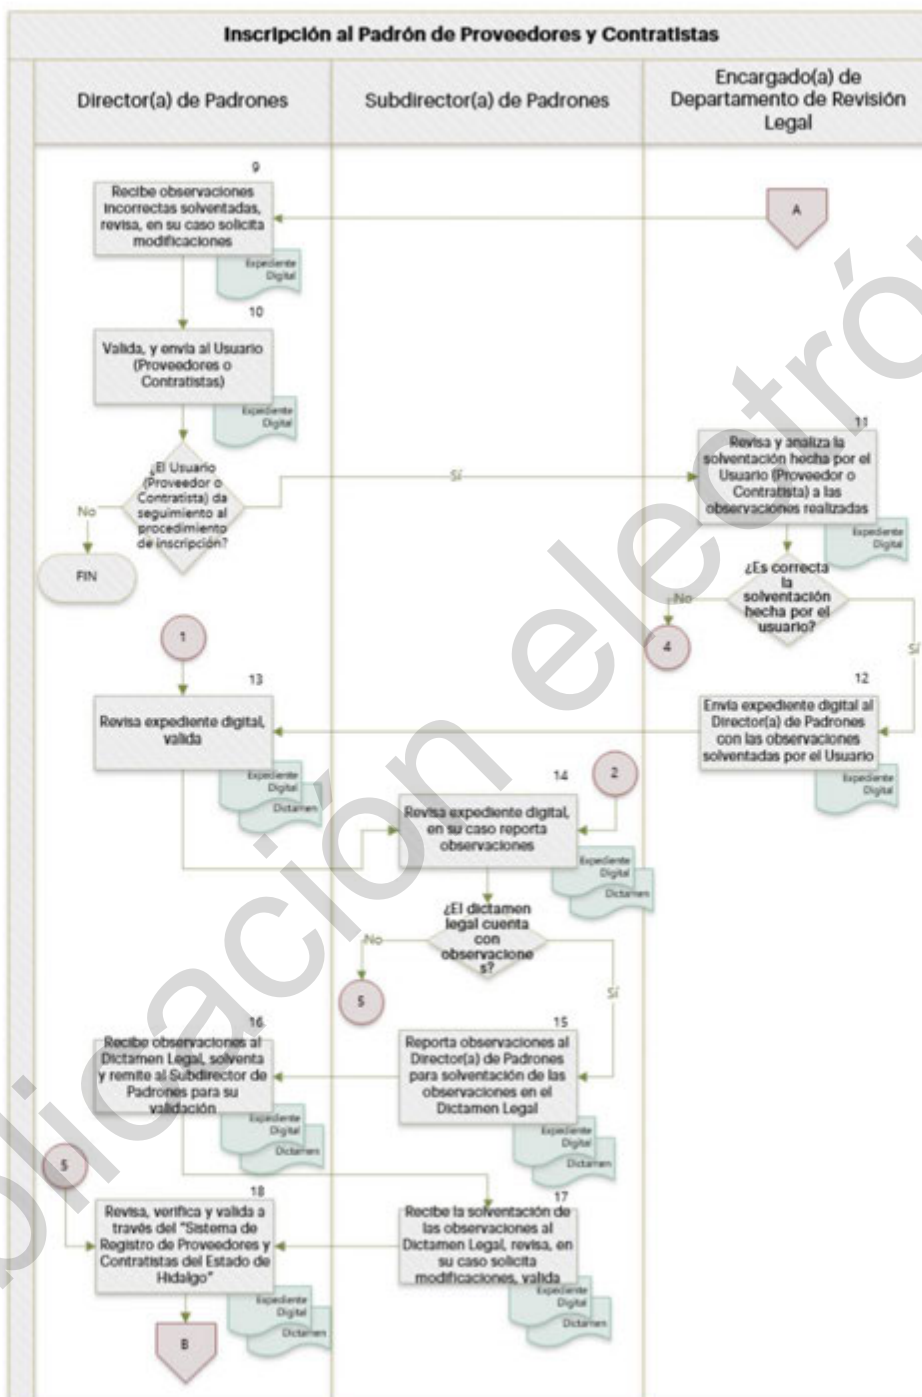 Inscripción al Padrón de Proveedores y Contratistas
Director(a) de Padrones
Subdirector(a) de Padrones
Encargado(a) de
Departamento de Revisión
Legal
9
Recibe observaciones
incorrectas solventadas,
revisa, en su caso solicita
modificaciones
Expediente
Digital
A
10
Valida, y envía al Usuario
(Proveedores o
Contratistas)
Expediente
Digital
¿El Usuario
(Proveedor o
Contratista) da
seguimiento al
procedimiento
de inscripción?
No
FIN
Sí
11
Revisa y analiza la
solventación hecha por el
Usuario (Proveedor o
Contratista) a las
observaciones realizadas
Expediente
Digital
¿Es correcta
la
solventación
hecha por el
usuario?
No
4
Sí
12
Envía expediente digital al
Director(a) de Padrones
con las observaciones
solventadas por el Usuario
Expediente
Digital
1
13
Revisa expediente digital,
valida
Expediente
Digital
Dictamen
2
14
Revisa expediente digital,
en su caso reporta
observaciones
Expediente
Digital
Dictamen
¿El dictamen
legal cuenta
con
observacione
s?
No
5
Sí
15
Reporta observaciones al
Director(a) de Padrones
para solventación de las
observaciones en el
Dictamen Legal
Expediente
Digital
Dictamen
16
Recibe observaciones al
Dictamen Legal, solventa
y remite al Subdirector de
Padrones para su
validación
Expediente
Digital
Dictamen
17
Recibe la solventación de
las observaciones al
Dictamen Legal, revisa, en
su caso solicita
modificaciones, valida
Expediente
Digital
Dictamen
5
18
Revisa, verifica y valida a
través del "Sistema de
Registro de Proveedores y
Contratistas del Estado de
Hidalgo"
Expediente
Digital
Dictamen
B